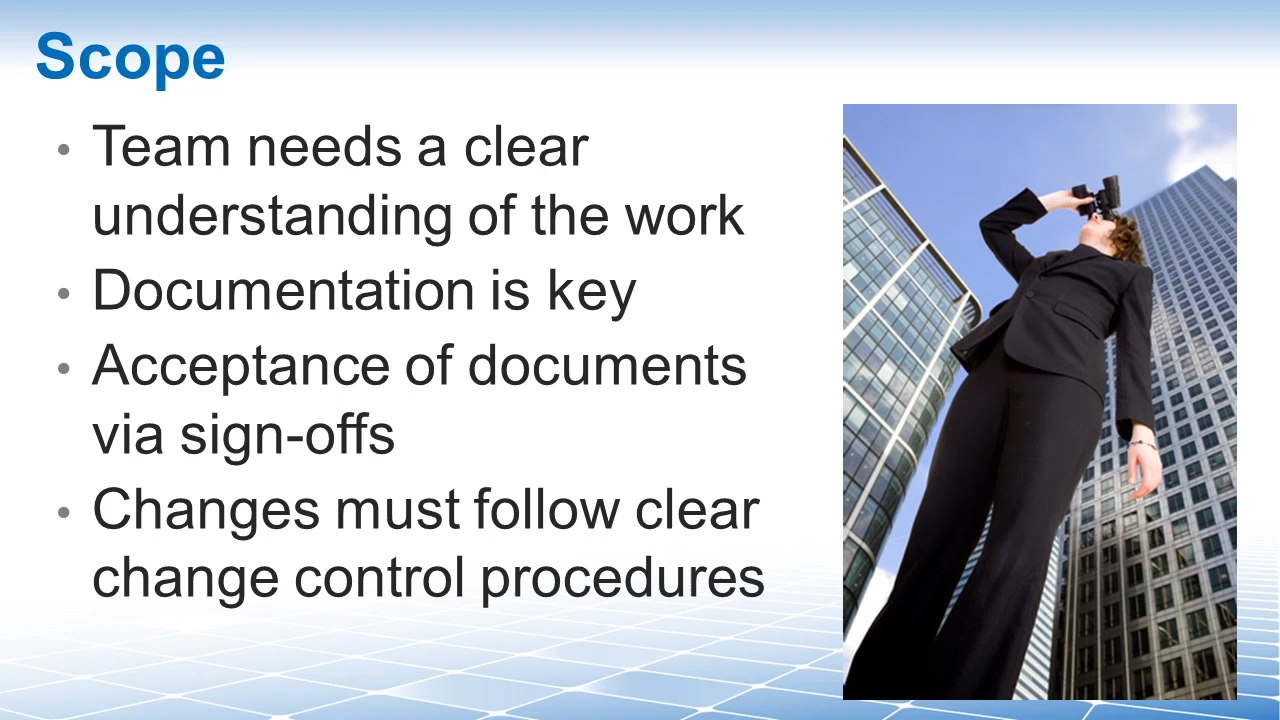 Scope
• Team needs a clear
understanding of the work
• Documentation is key
• Acceptance of documents
via sign-offs
• Changes must follow clear
change control procedures